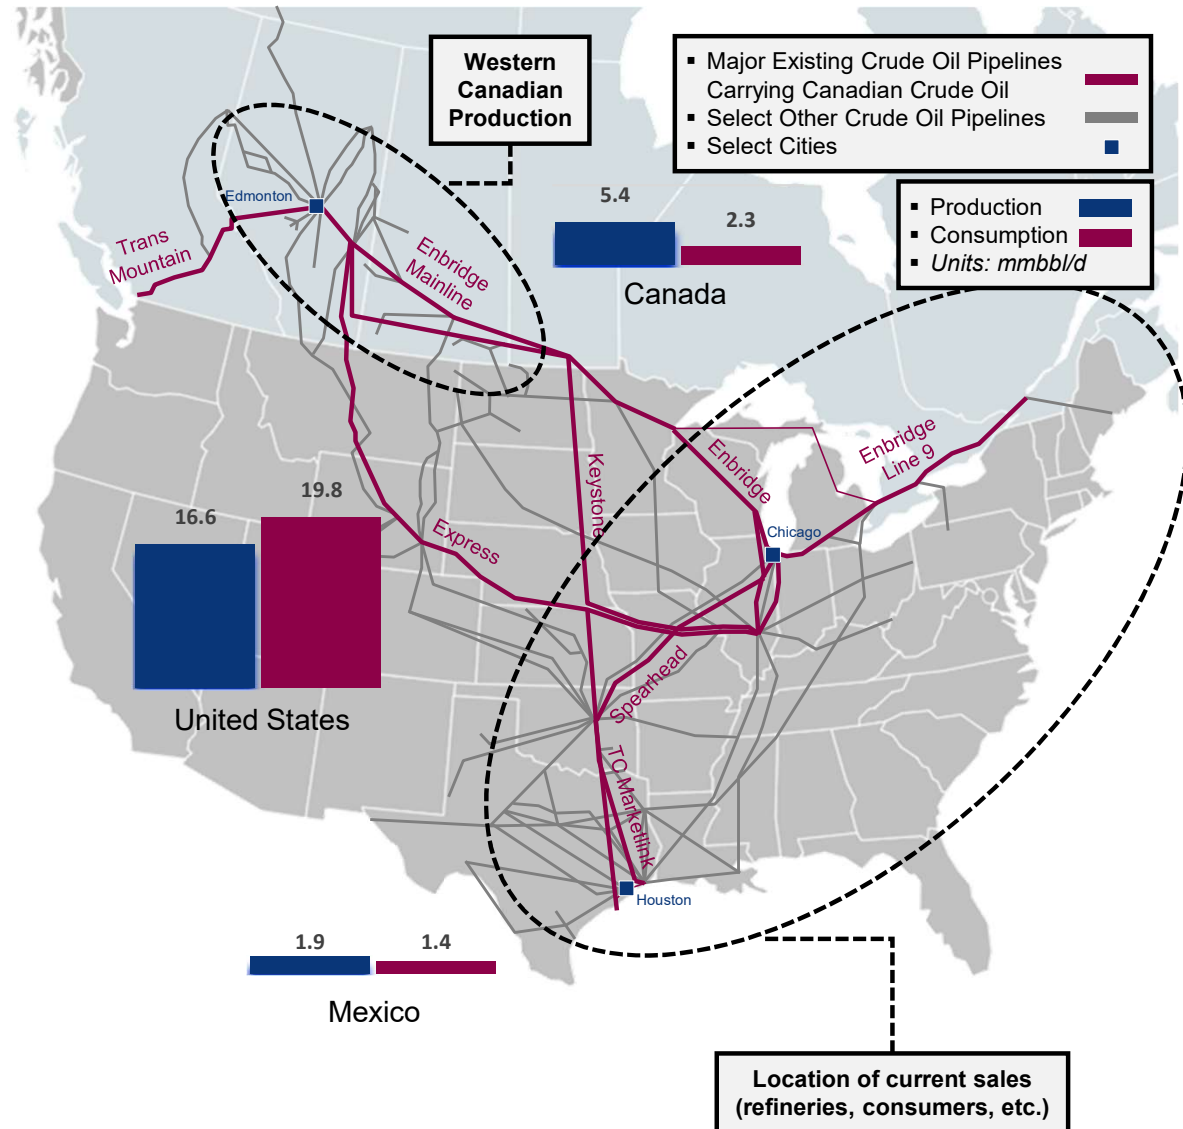 Western
Canadian
Production
▪ Major Existing Crude Oil Pipelines
Carrying Canadian Crude Oil
▪ Select Other Crude Oil Pipelines
▪ Select Cities
▪ Production
▪ Consumption
▪ Units: mmbbl/d
5.4
2.3
Canada
Edmonton
Trans
Mountain
Enbridge
Mainline
Enbridge
Line 9
Enbridge
Keystone
Chicago
Express
19.8
16.6
United States
Spearhead
TC Marketlink
Houston
1.9
1.4
Mexico
Location of current sales
(refineries, consumers, etc.)